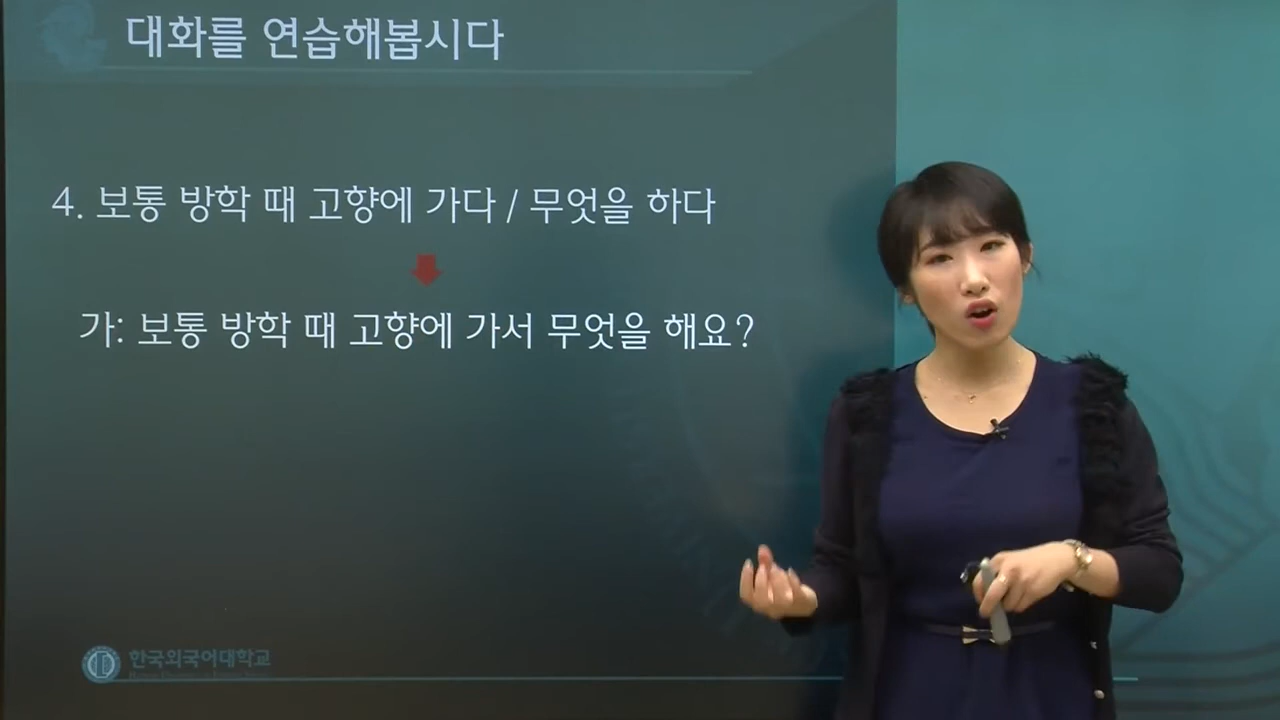 대화를 연습해봅시다
4. 보통 방학 때 고향에 가다 / 무엇을 하다
가: 보통 방학 때 고향에 가서 무엇을 해요?
한국외국어대학교